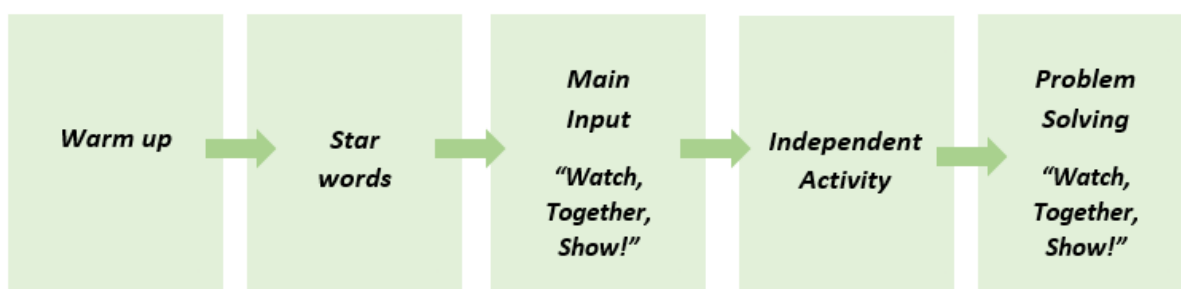 Warm up
Star
words
Main
Input
“Watch,
Together,
Show!”
Independent
Activity
Problem
Solving
“Watch,
Together,
Show!”